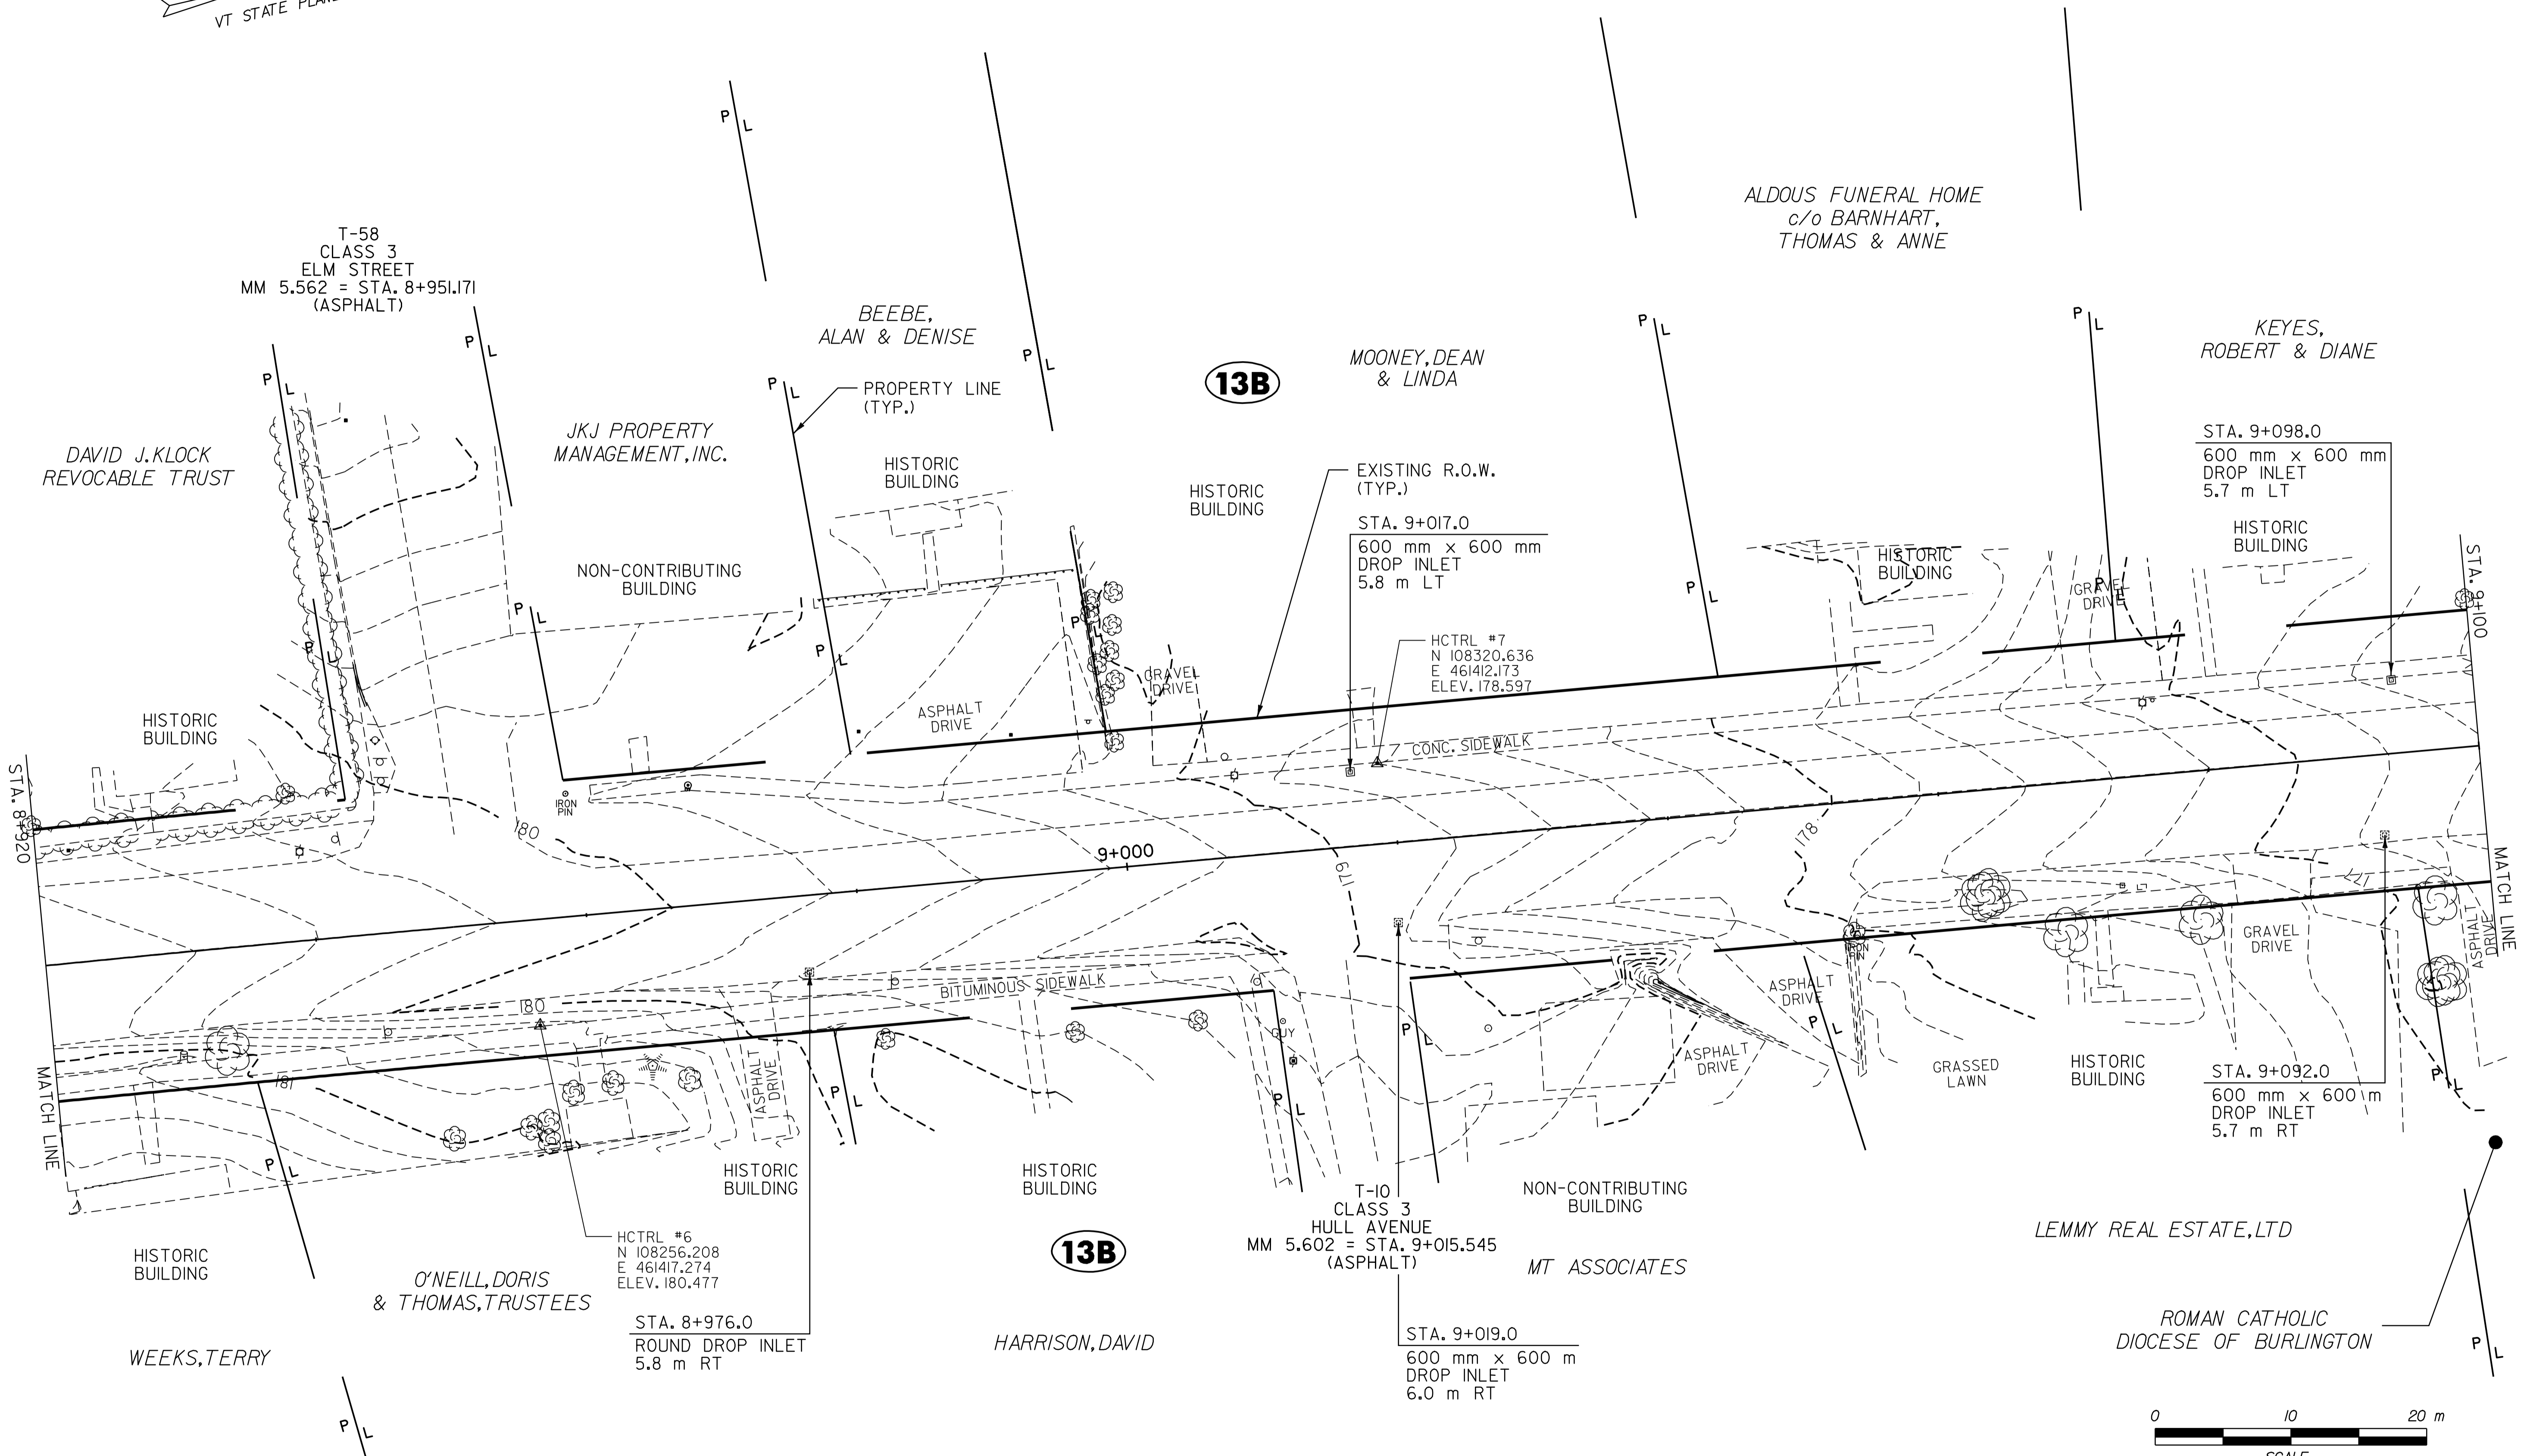 VT STATE PLANE
T-58
CLASS 3
ELM STREET
MM 5.562 = STA. 8+951.171
(ASPHALT)
DAVID J.KLOCK
REVOCABLE TRUST
P L
P L
P L
P L
JKJ PROPERTY
MANAGEMENT,INC.
BEEBE,
ALAN & DENISE
P L
PROPERTY LINE
(TYP.)
P L
13B
MOONEY,DEAN
& LINDA
ALDOUS FUNERAL HOME
c/o BARNHART,
THOMAS & ANNE
P L
P L
KEYES,
ROBERT & DIANE
STA. 9+098.0
600 mm x 600 mm
DROP INLET
5.7 m LT
HISTORIC
BUILDING
HISTORIC
BUILDING
HISTORIC
BUILDING
EXISTING R.O.W.
(TYP.)
STA. 9+017.0
600 mm x 600 mm
DROP INLET
5.8 m LT
HISTORIC
BUILDING
GRAVEL
DRIVE
P L
P L
NON-CONTRIBUTING
BUILDING
P L
P L
P L
HCTRL #7
N 108320.636
E 461412.173
ELEV. 178.597
GRAVEL
DRIVE
ASPHALT
DRIVE
CONC. SIDEWALK
HISTORIC
BUILDING
STA. 8+920
STA. 9+100
IRON
PIN
180
9+000
179
178
177
MATCH LINE
MATCH LINE
180
181
BITUMINOUS SIDEWALK
ASPHALT
DRIVE
P L
P L
GUY
P L
P L
ASPHALT
DRIVE
ASPHALT
DRIVE
P L
IRON
PIN
GRASSED
LAWN
HISTORIC
BUILDING
GRAVEL
DRIVE
ASPHALT
DRIVE
P L
STA. 9+092.0
600 mm x 600 m
DROP INLET
5.7 m RT
HISTORIC
BUILDING
HISTORIC
BUILDING
HISTORIC
BUILDING
HCTRL #6
N 108256.208
E 461417.274
ELEV. 180.477
O'NEILL,DORIS
& THOMAS,TRUSTEES
WEEKS,TERRY
P L
STA. 8+976.0
ROUND DROP INLET
5.8 m RT
13B
HARRISON,DAVID
T-10
CLASS 3
HULL AVENUE
MM 5.602 = STA. 9+015.545
(ASPHALT)
STA. 9+019.0
600 mm x 600 m
DROP INLET
6.0 m RT
NON-CONTRIBUTING
BUILDING
MT ASSOCIATES
LEMMY REAL ESTATE,LTD
ROMAN CATHOLIC
DIOCESE OF BURLINGTON
P L
0 10 20 m